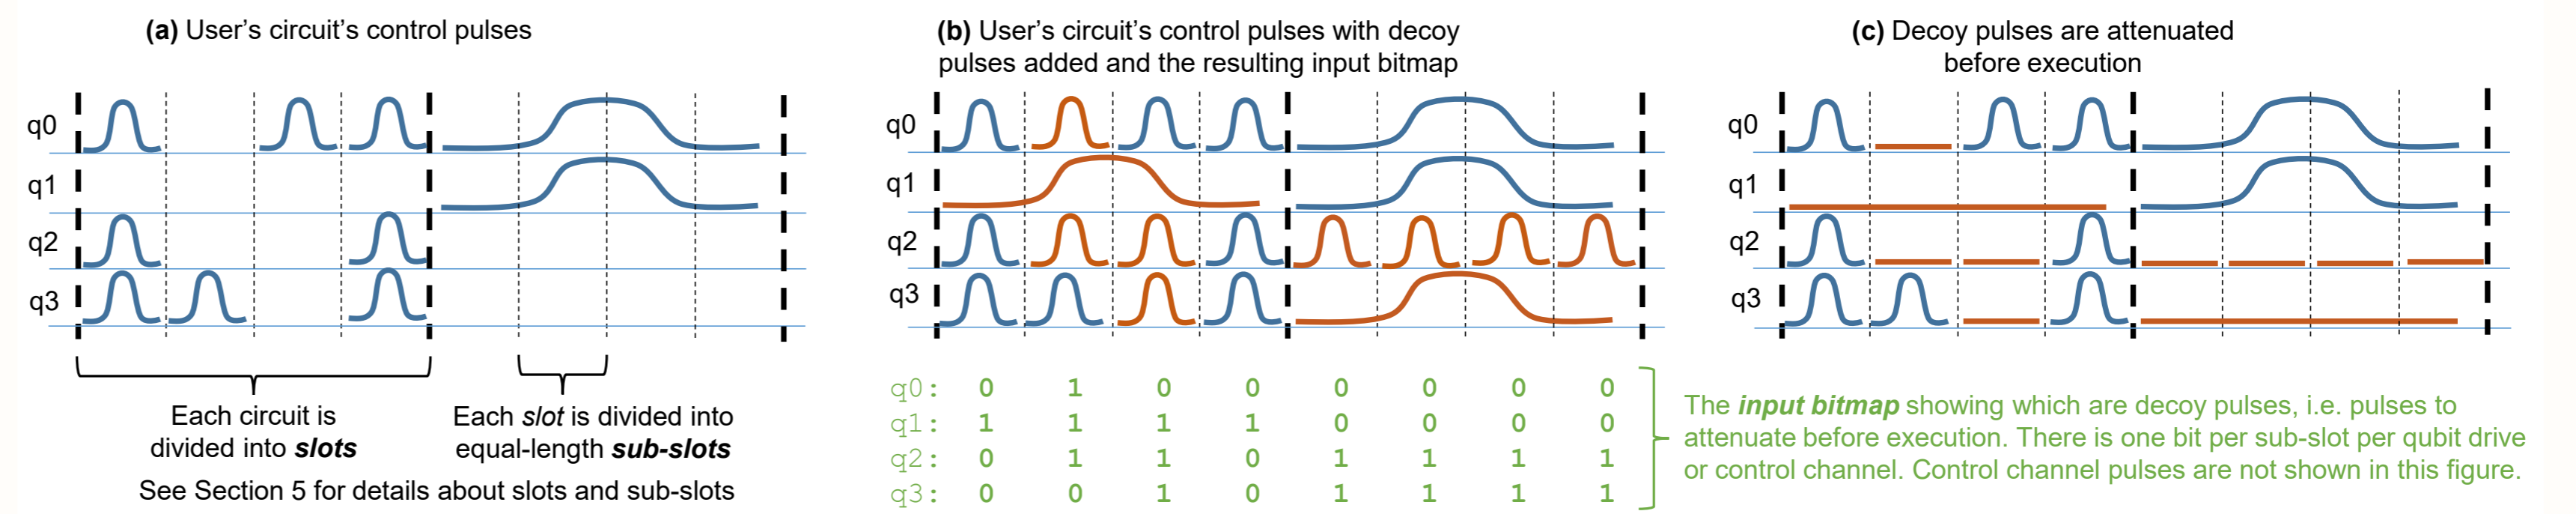 (a) User's circuit's control pulses
q0
q1
q2
q3
Each circuit is
divided into slots
Each slot is divided into
equal-length sub-slots
See Section 5 for details about slots and sub-slots
(b) User's circuit's control pulses with decoy
pulses added and the resulting input bitmap
q0
q1
q2
q3
q0: 0 1 0 0 0 0 0 0
q1: 1 1 1 1 0 0 0 0
q2: 0 1 1 0 1 1 1 1
q3: 0 0 1 0 1 1 1 1
(c) Decoy pulses are attenuated
before execution
q0
q1
q2
q3
The input bitmap showing which are decoy pulses, i.e. pulses to
attenuate before execution. There is one bit per sub-slot per qubit drive
or control channel. Control channel pulses are not shown in this figure.